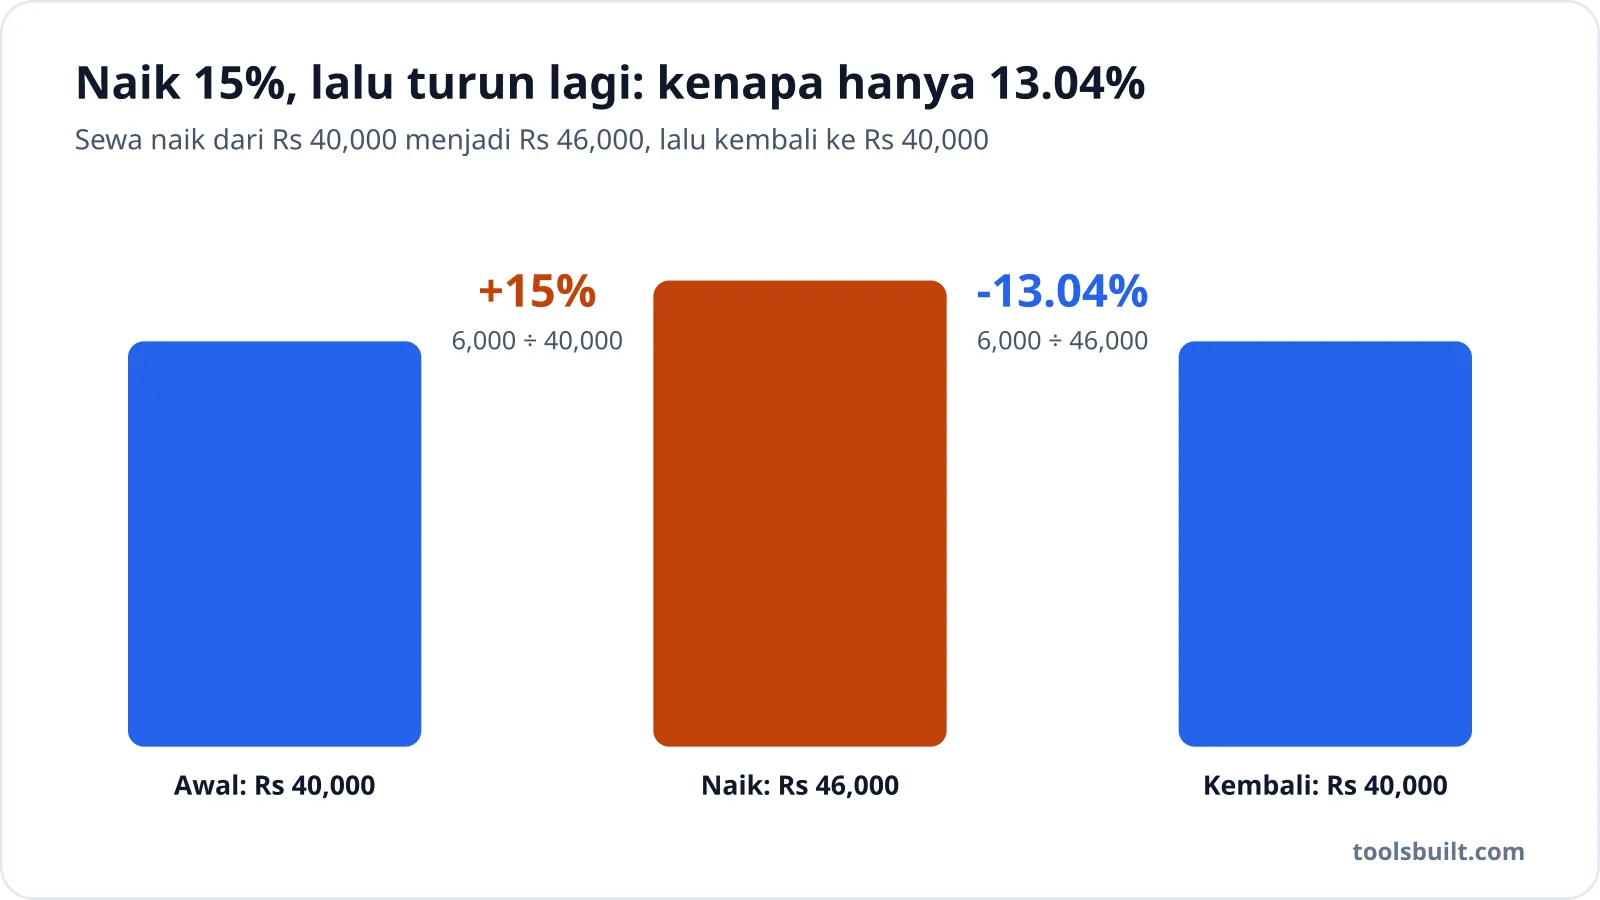 Naik 15%, lalu turun lagi: kenapa hanya 13.04%
Sewa naik dari Rs 40,000 menjadi Rs 46,000, lalu kembali ke Rs 40,000
+15%
6,000 ÷ 40,000
-13.04%
6,000 ÷ 46,000
Awal: Rs 40,000
Naik: Rs 46,000
Kembali: Rs 40,000
toolsbuilt.com